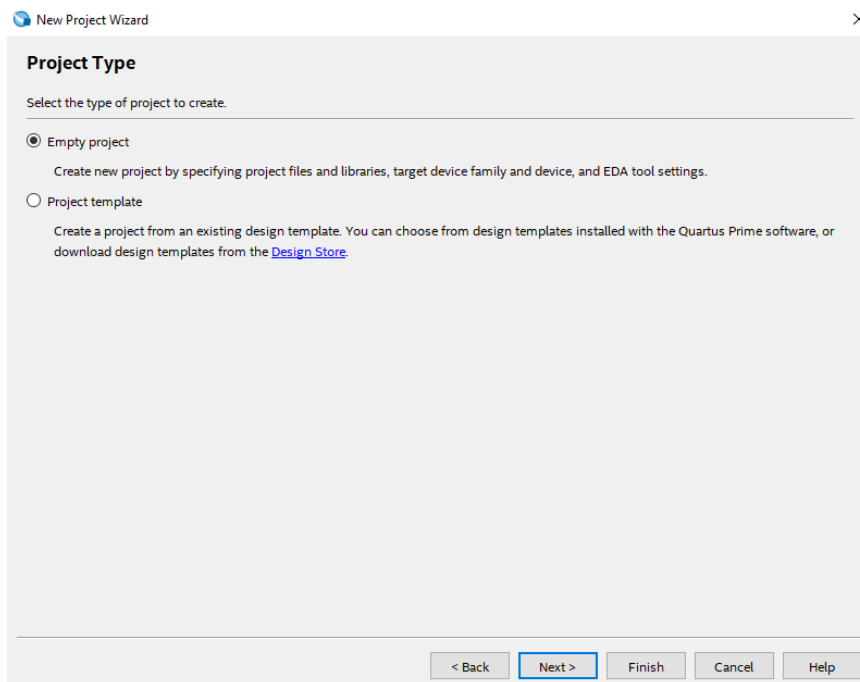 New Project Wizard
Project Type
Select the type of project to create.
Empty project
Create new project by specifying project files and libraries, target device family and device, and EDA tool settings.
Project template
Create a project from an existing design template. You can choose from design templates installed with the Quartus Prime software, or
download design templates from the Design Store.
< Back Next > Finish Cancel Help